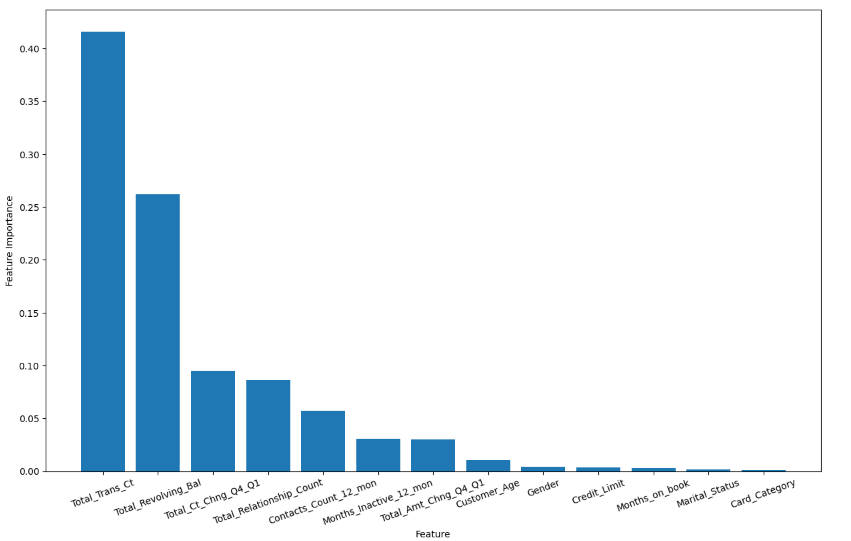 0.40
0.35
0.30
0.25
0.20
0.15
0.10
0.05
0.00
Feature Importance
Total_Trans_Ct
Total_Revolving_Bal
Total_Ct_Chng_Q4_Q1
Total_Relationship_Count
Contacts_Count_12_mon
Months_Inactive_12_mon
Total_Amt_Chng_Q4_Q1
Customer_Age
Gender
Credit_Limit
Months_on_book
Marital_Status
Card_Category
Feature